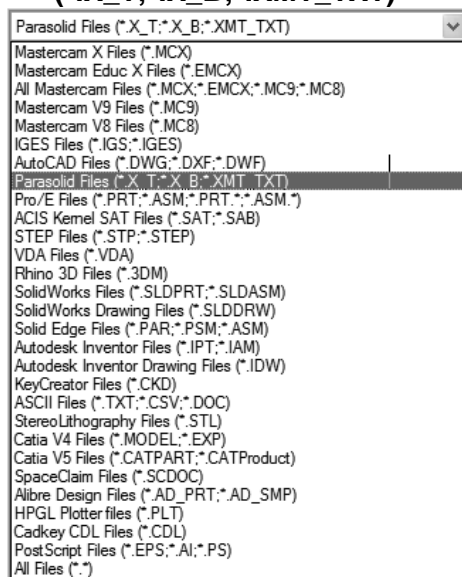 (*.X_T;*.X_B;*.XMT_TXT)
Parasolid Files (*.X_T;*.X_B;*.XMT_TXT)
Mastercam X Files (*.MCX)
Mastercam Educ X Files (*.EMCX)
All Mastercam Files (*.MCX;*.EMCX;*.MC9;*.MC8)
Mastercam V9 Files (*.MC9)
Mastercam V8 Files (*.MC8)
IGES Files (*.IGS;*.IGES)
AutoCAD Files (*.DWG;*.DXF;*.DWF)
Parasolid Files (*.X_T;*.X_B;*.XMT_TXT)
Pro/E Files (*.PRT;*.ASM;*.PRT.*;*.ASM.*)
ACIS Kernel SAT Files (*.SAT;*.SAB)
STEP Files (*.STP;*.STEP)
VDA Files (*.VDA)
Rhino 3D Files (*.3DM)
SolidWorks Files (*.SLDPRT;*.SLDASM)
SolidWorks Drawing Files (*.SLDDRW)
Solid Edge Files (*.PAR;*.PSM;*.ASM)
Autodesk Inventor Files (*.IPT;*.IAM)
Autodesk Inventor Drawing Files (*.IDW)
KeyCreator Files (*.CKD)
ASCII Files (*.TXT;*.CSV;*.DOC)
StereoLithography Files (*.STL)
Catia V4 Files (*.MODEL;*.EXP)
Catia V5 Files (*.CATPART;*.CATProduct)
SpaceClaim Files (*.SCDOC)
Alibre Design Files (*.AD_PRT;*.AD_SMP)
HPGL Plotter files (*.PLT)
Cadkey CDL Files (*.CDL)
PostScript Files (*.EPS;*.AI;*.PS)
All Files (*.*)